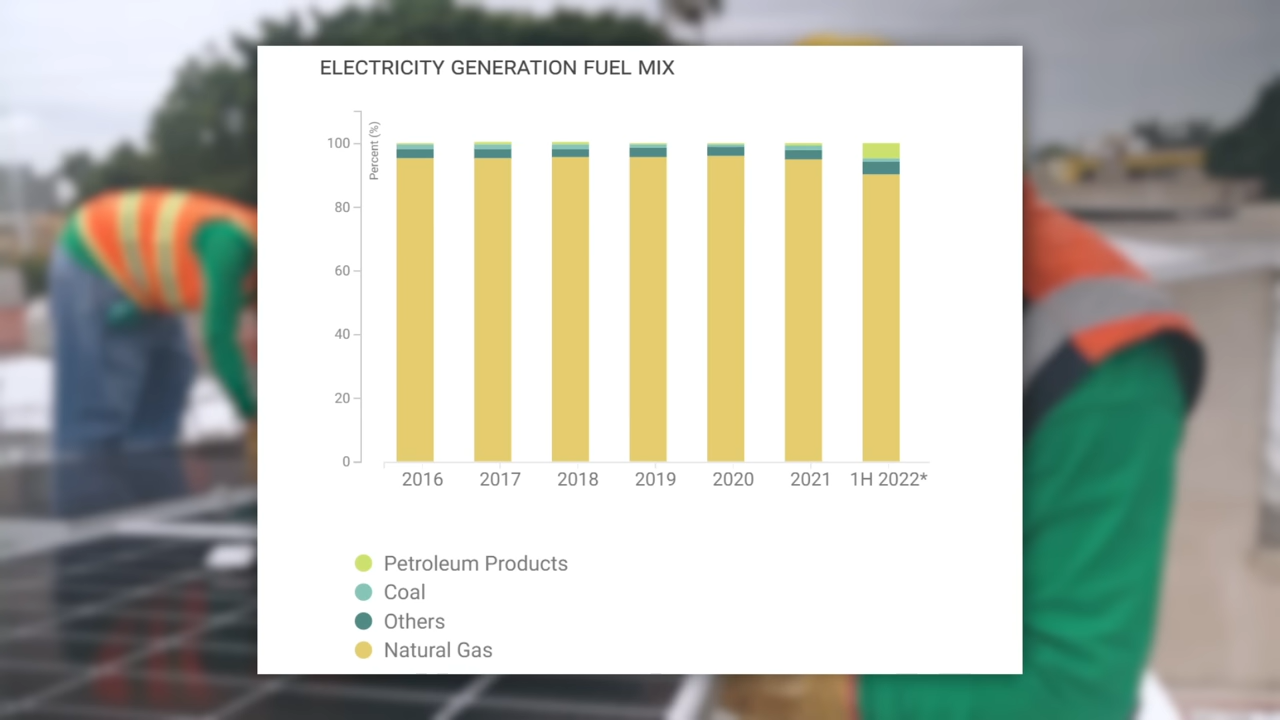 ELECTRICITY GENERATION FUEL MIX
Percent (%)
100
80
60
40
20
0
2016 2017 2018 2019 2020 2021 1H 2022*
Petroleum Products
Coal
Others
Natural Gas